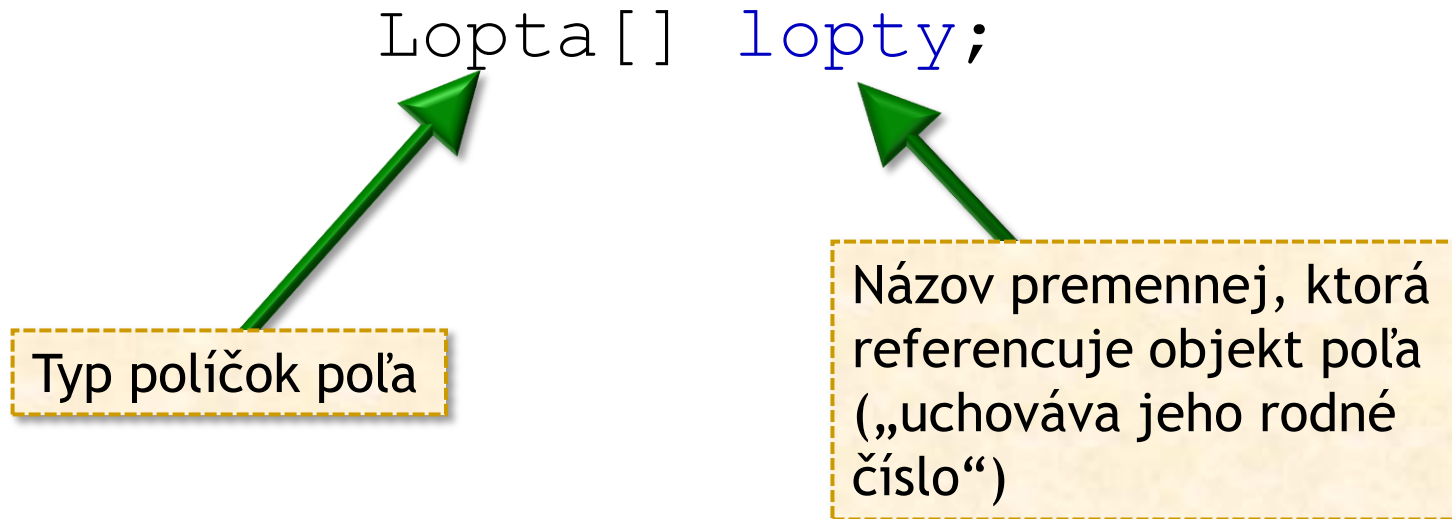 Lopta[] lopty;
Typ políčok poľa
Názov premennej, ktorá
referencuje objekt poľa
(„uchováva jeho rodné
číslo“)